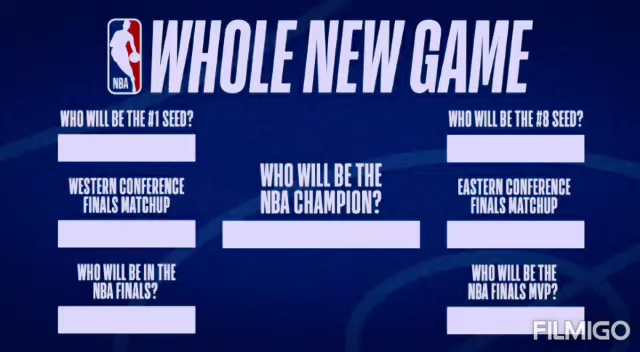 NBA
WHOLE NEW GAME
WHO WILL BE THE #1 SEED?
WHO WILL BE THE #8 SEED?
WESTERN CONFERENCE
FINALS MATCHUP
WHO WILL BE THE
NBA CHAMPION?
EASTERN CONFERENCE
FINALS MATCHUP
WHO WILL BE IN THE
NBA FINALS?
WHO WILL BE THE
NBA FINALS MVP?
FILMIGO